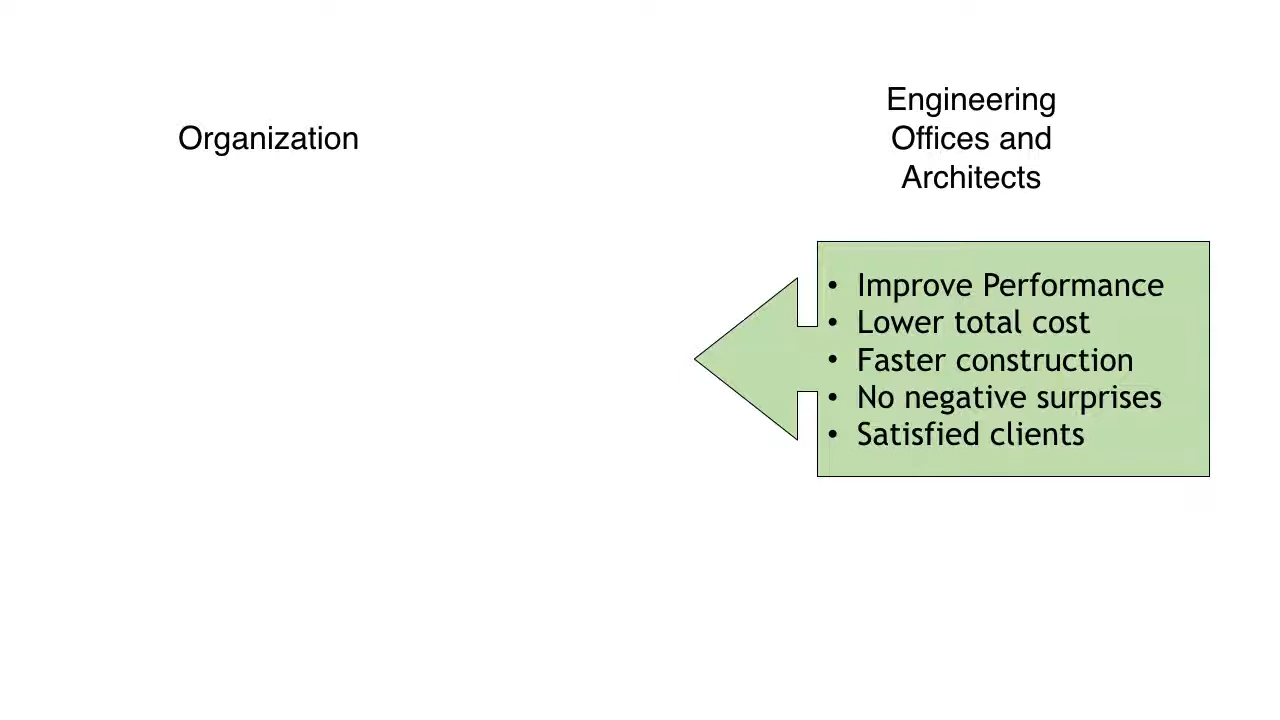 Organization
Engineering
Offices and
Architects
• Improve Performance
• Lower total cost
• Faster construction
• No negative surprises
• Satisfied clients